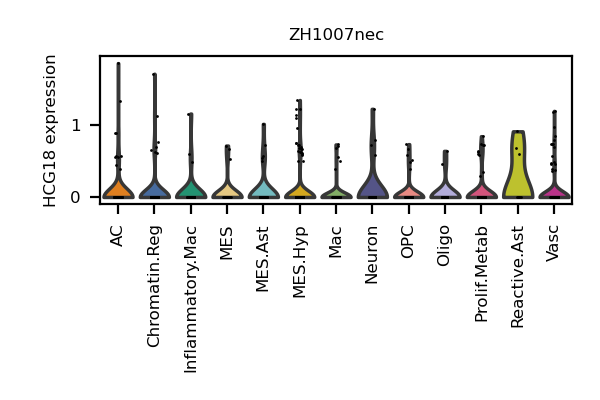 ZH1007nec
HCG18 expression
1
0
AC
Chromatin.Reg
Inflammatory.Mac
MES
MES.Ast
MES.Hyp
Mac
Neuron
OPC
Oligo
Prolif.Metab
Reactive.Ast
Vasc